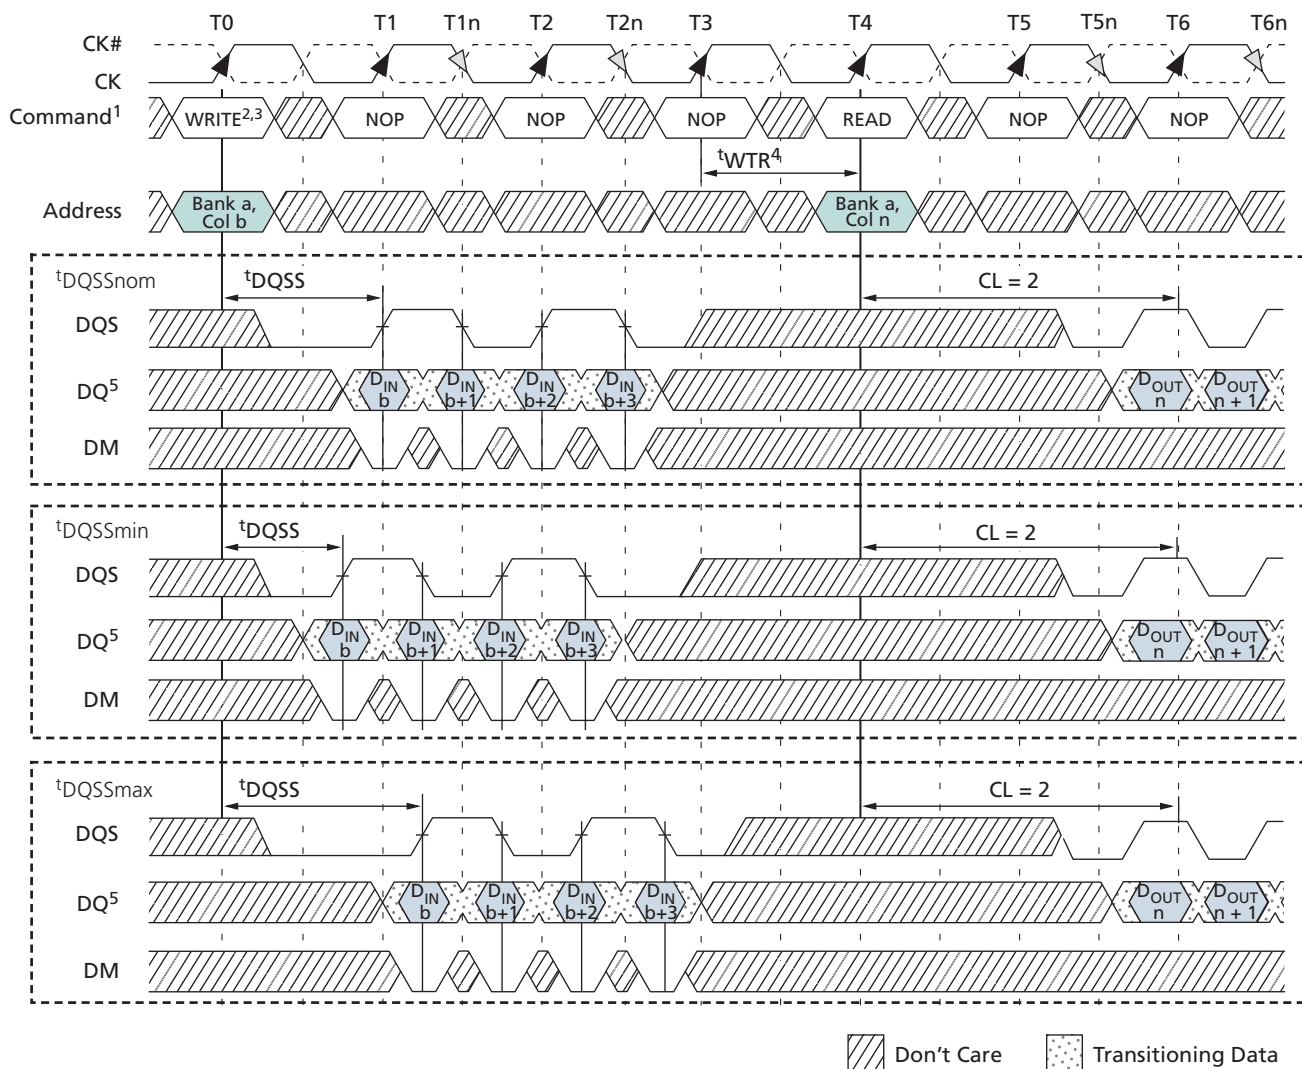 T0 T1 T1n T2 T2n T3 T4 T5 T5n T6 T6n
CK#
CK
Command1 WRITE2,3 NOP NOP NOP READ NOP NOP
tWTR4
Address Bank a, Col b Bank a, Col n
tDQSSnom tDQSS CL = 2
DQS
DQ5 DIN b DIN b+1 DIN b+2 DIN b+3 DOUT n DOUT n + 1
DM
tDQSSmin tDQSS CL = 2
DQS
DQ5 DIN b DIN b+1 DIN b+2 DIN b+3 DOUT n DOUT n + 1
DM
tDQSSmax tDQSS CL = 2
DQS
DQ5 DIN b DIN b+1 DIN b+2 DIN b+3 DOUT n DOUT n + 1
DM
Don't Care Transitioning Data